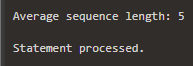 Average sequence length: 5
Statement processed.